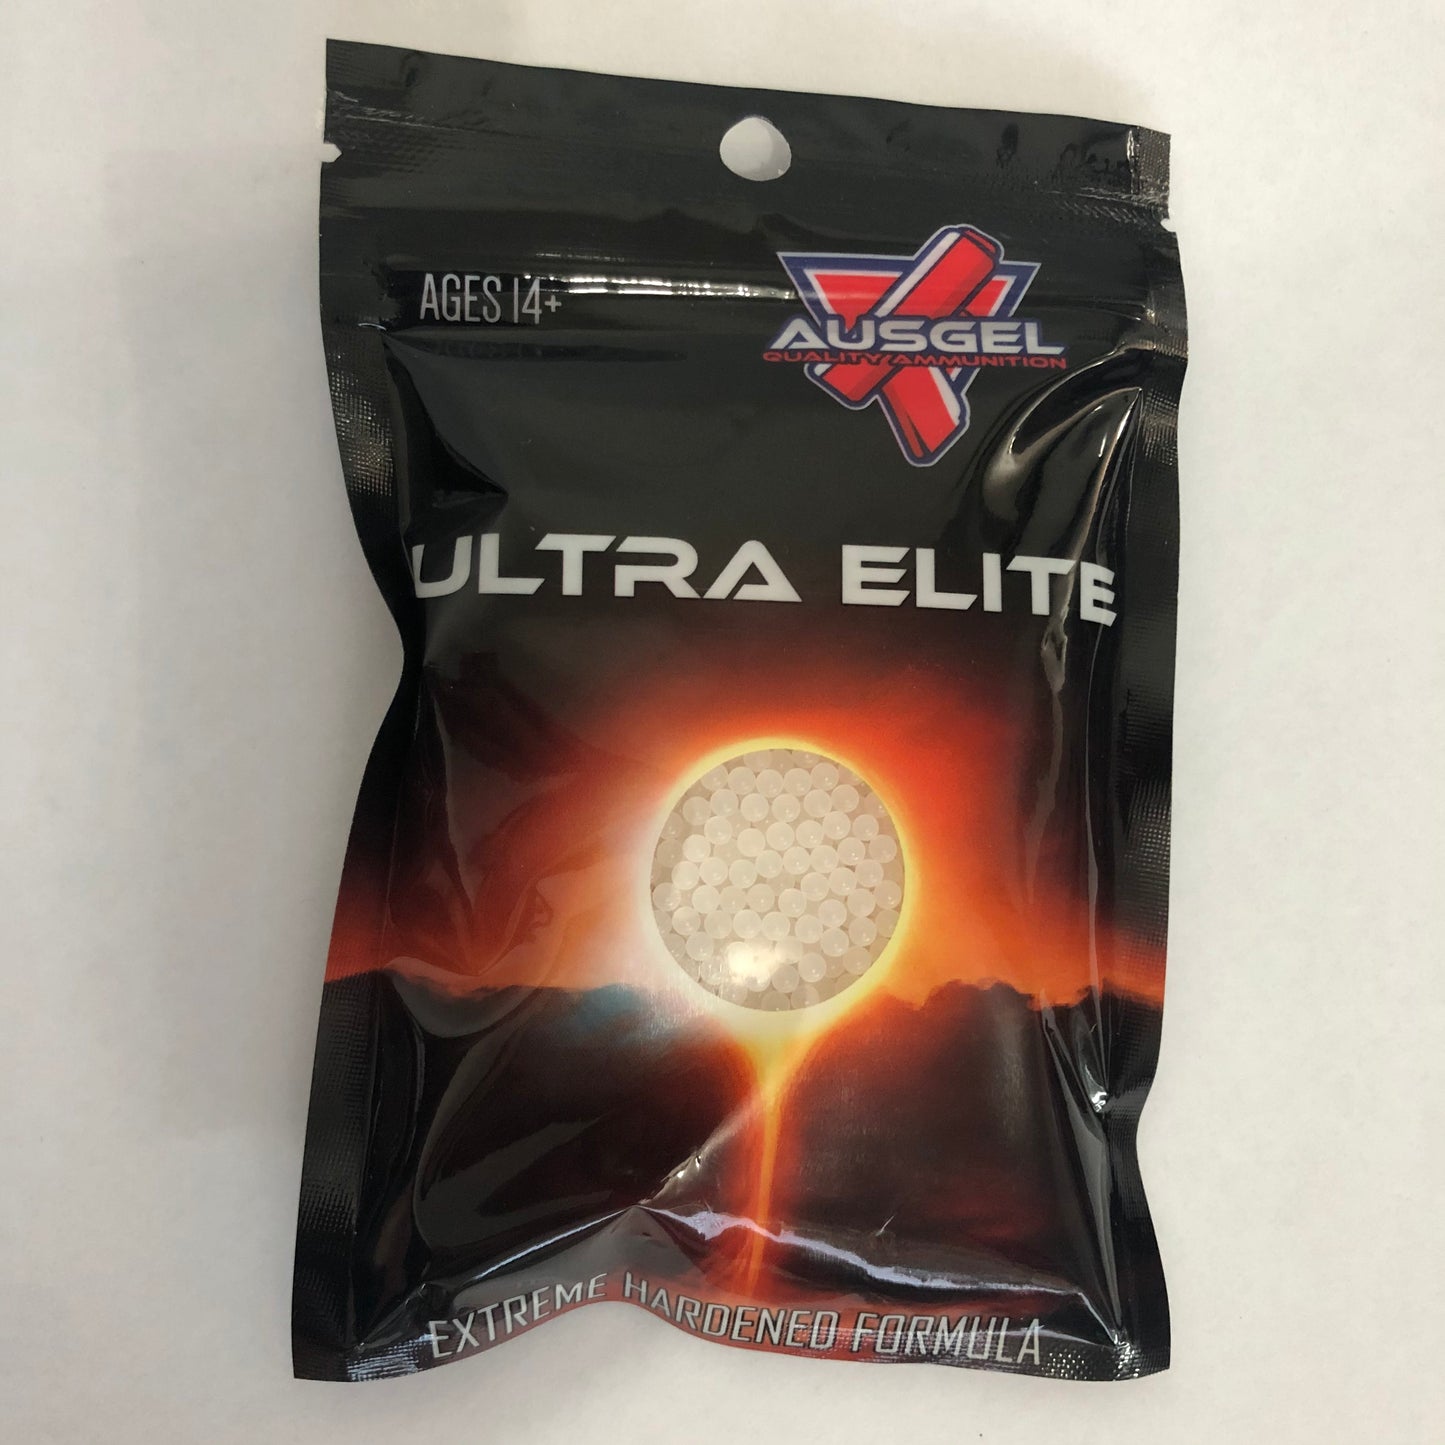 AGES 14+
AUSGEL
QUALITY AMMUNITION
ULTRA ELITE
EXTREME HARDENED FORMULA